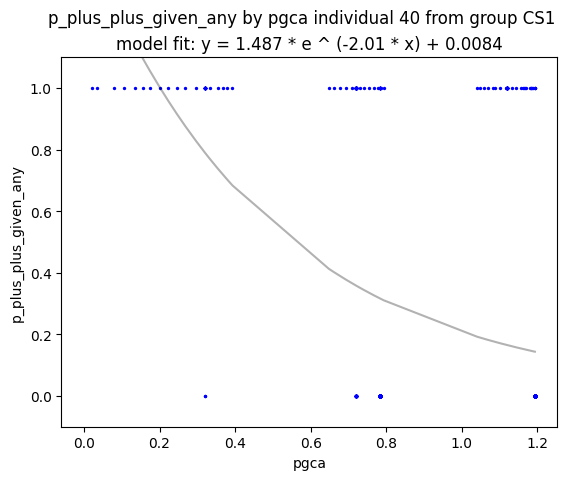 p_plus_plus_given_any by pgca individual 40 from group CS1
model fit: y = 1.487 * e ^ (-2.01 * x) + 0.0084
p_plus_plus_given_any
1.0
0.8
0.6
0.4
0.2
0.0
0.0 0.2 0.4 0.6 0.8 1.0 1.2
pgca